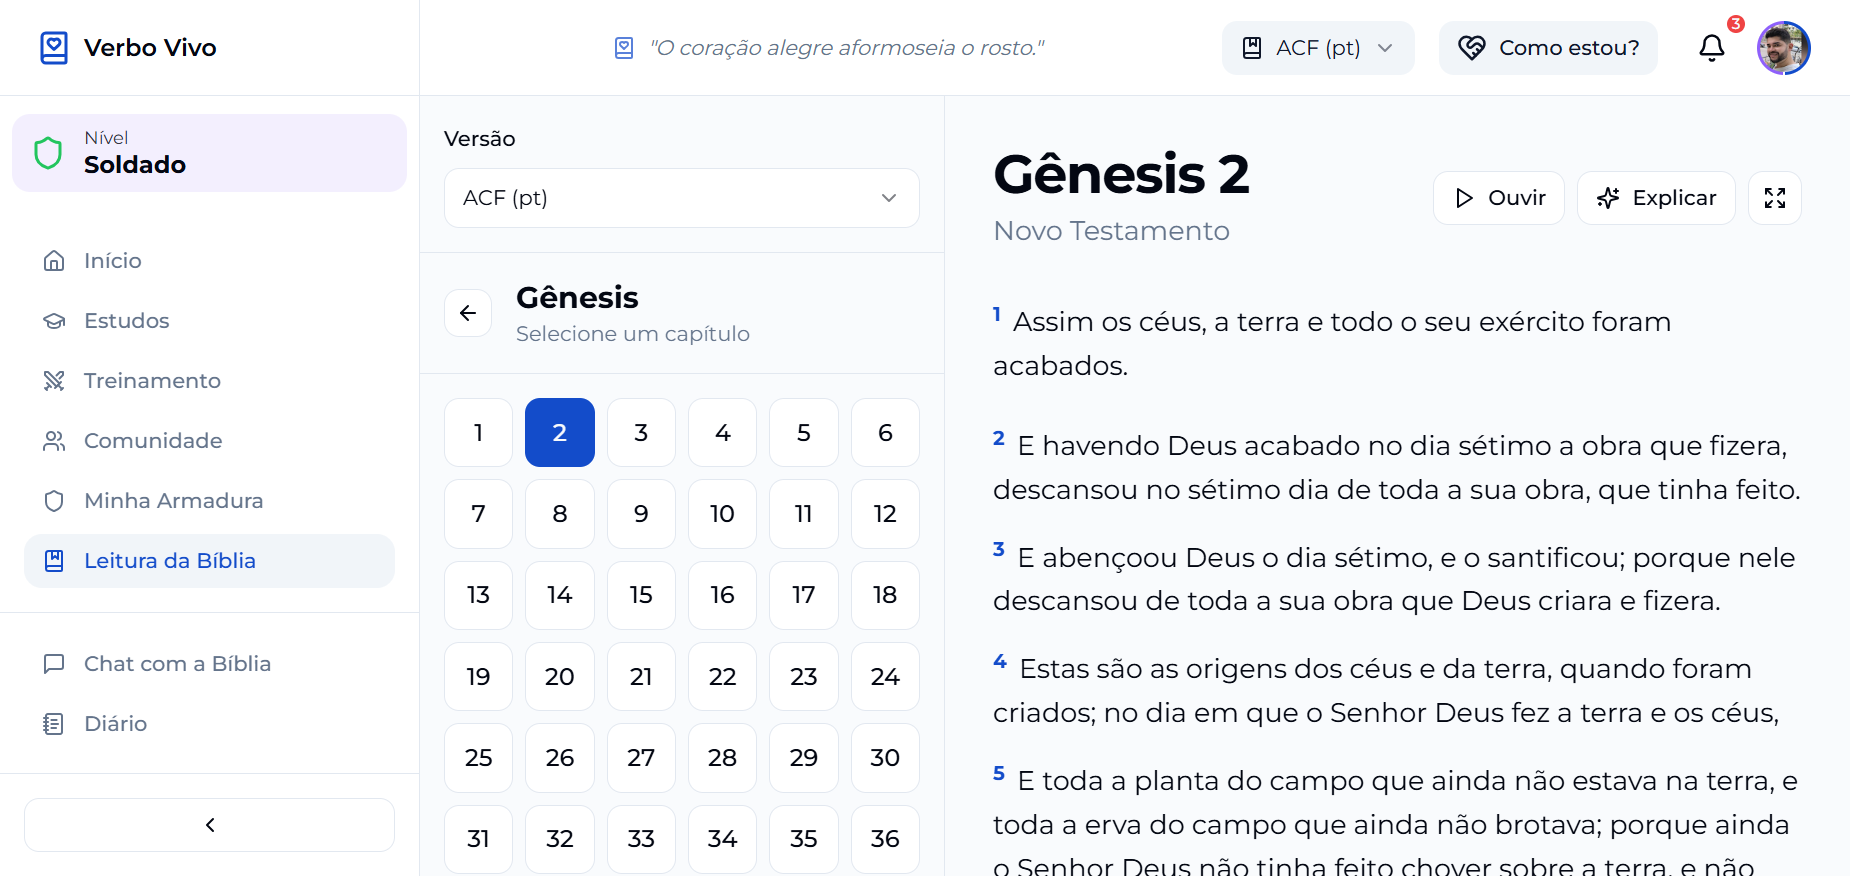 Verbo Vivo
"O coração alegre aformoseia o rosto."
ACF (pt)
Como estou?
3
Nível
Soldado
Início
Estudos
Treinamento
Comunidade
Minha Armadura
Leitura da Bíblia
Chat com a Bíblia
Diário
Versão
ACF (pt)
Gênesis
Selecione um capítulo
1 2 3 4 5 6
7 8 9 10 11 12
13 14 15 16 17 18
19 20 21 22 23 24
25 26 27 28 29 30
31 32 33 34 35 36
Gênesis 2
Novo Testamento
Ouvir
Explicar
1 Assim os céus, a terra e todo o seu exército foram
acabados.
2 E havendo Deus acabado no dia sétimo a obra que fizera,
descansou no sétimo dia de toda a sua obra, que tinha feito.
3 E abençoou Deus o dia sétimo, e o santificou; porque nele
descansou de toda a sua obra que Deus criara e fizera.
4 Estas são as origens dos céus e da terra, quando foram
criados; no dia em que o Senhor Deus fez a terra e os céus,
5 E toda a planta do campo que ainda não estava na terra, e
toda a erva do campo que ainda não brotava; porque ainda
o Senhor Deus não tinha feito chover sobre a terra, e não